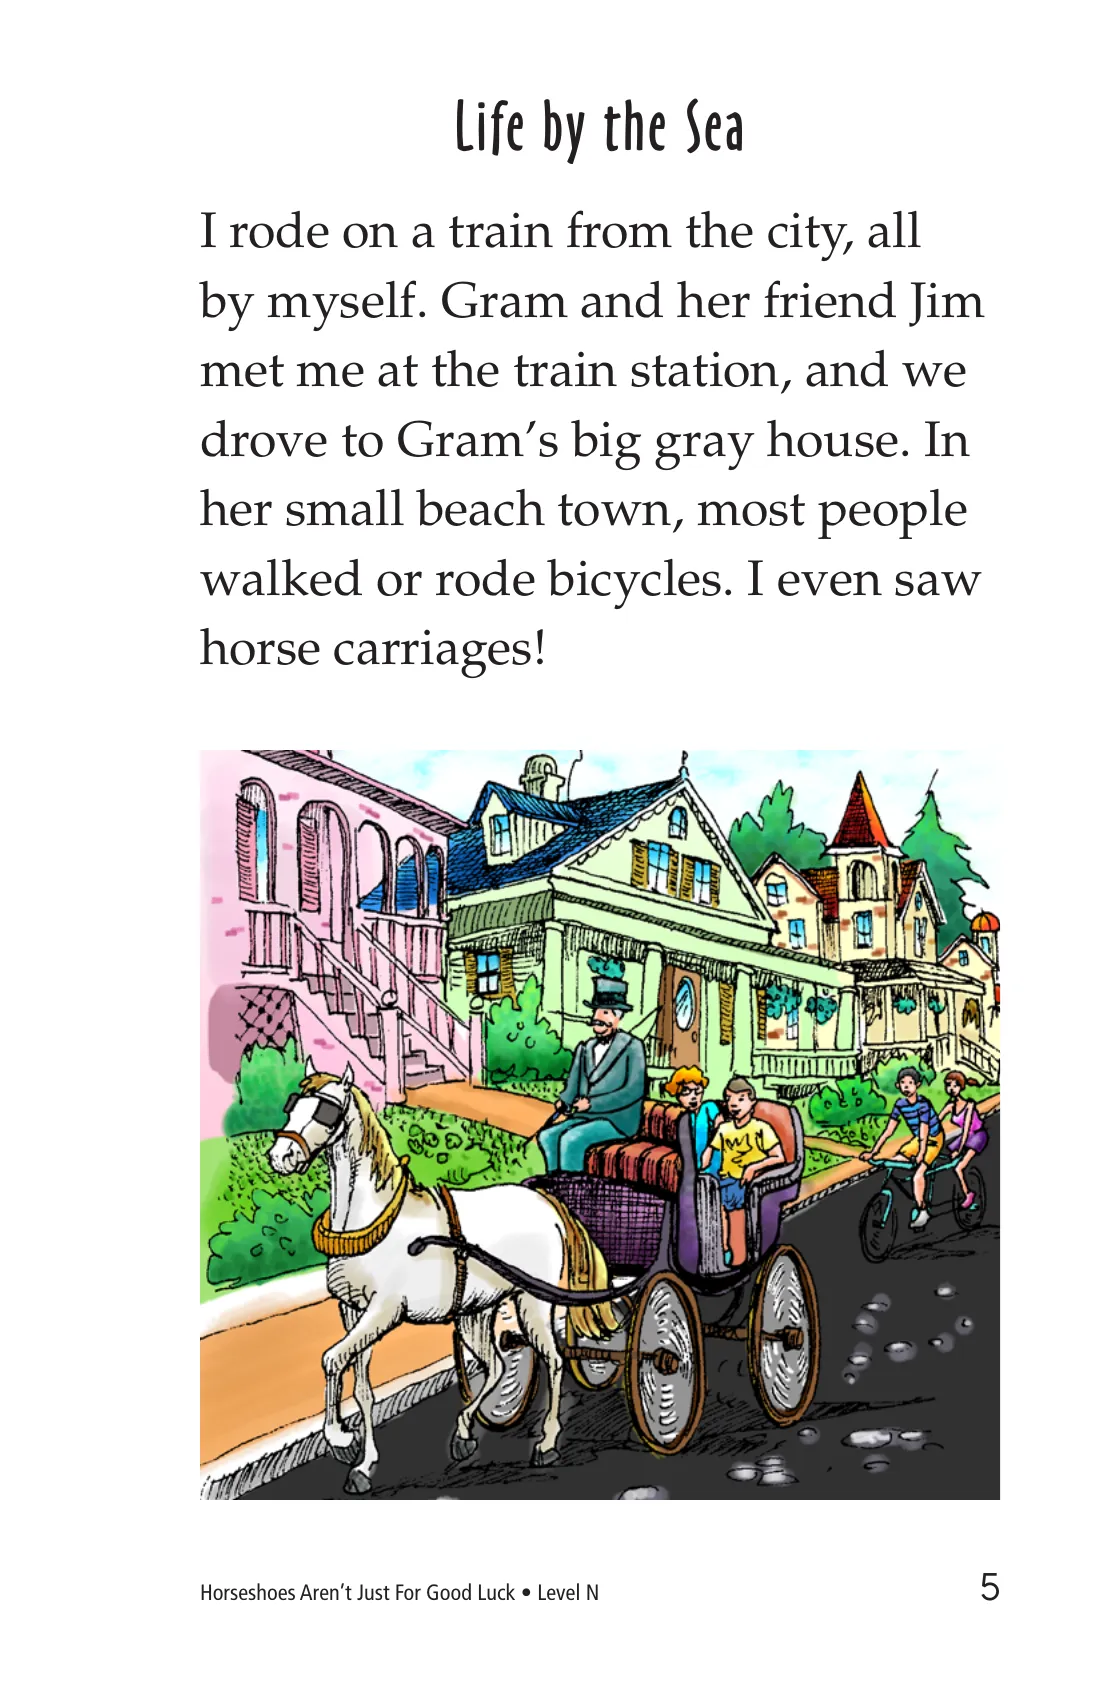 Life by the Sea
I rode on a train from the city, all
by myself. Gram and her friend Jim
met me at the train station, and we
drove to Gram’s big gray house. In
her small beach town, most people
walked or rode bicycles. I even saw
horse carriages!
Horseshoes Aren’t Just For Good Luck • Level N
5